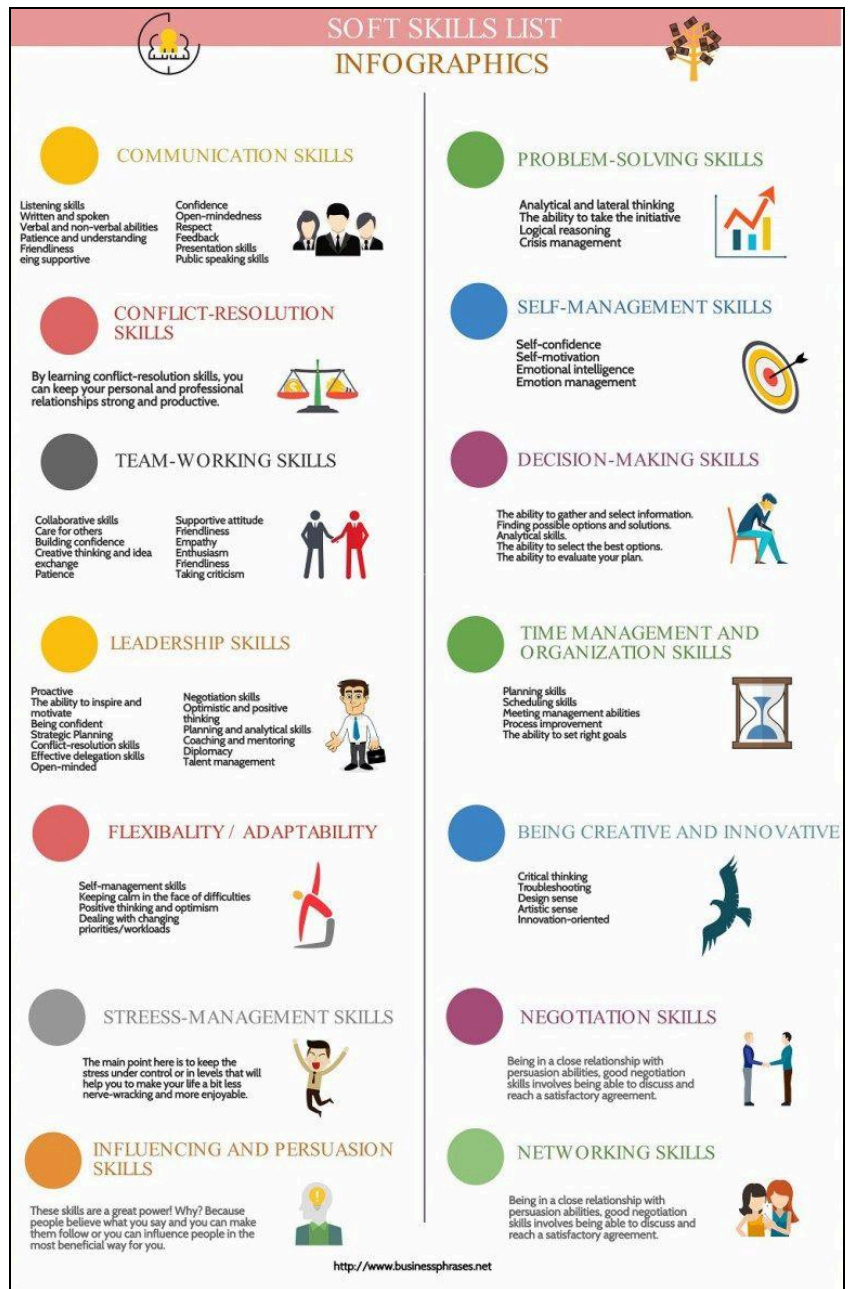 SOFT SKILLS LIST
INFOGRAPHICS
COMMUNICATION SKILLS
Listening skills
Written and spoken
Verbal and non-verbal abilities
Patience and understanding
Friendliness
eing supportive
Confidence
Open-mindedness
Respect
Feedback
Presentation skills
Public speaking skills
CONFLICT-RESOLUTION
SKILLS
By learning conflict-resolution skills, you
can keep your personal and professional
relationships strong and productive.
TEAM-WORKING SKILLS
Collaborative skills
Care for others
Building confidence
Creative thinking and idea
exchange
Patience
Supportive attitude
Friendliness
Empathy
Enthusiasm
Friendliness
Taking criticism
LEADERSHIP SKILLS
Proactive
The ability to inspire and
motivate
Being confident
Strategic Planning
Conflict-resolution skills
Effective delegation skills
Open-minded
Negotiation skills
Optimistic and positive
thinking
Planning and analytical skills
Coaching and mentoring
Diplomacy
Talent management
FLEXIBALITY / ADAPTABILITY
Self-management skills
Keeping calm in the face of difficulties
Positive thinking and optimism
Dealing with changing
priorities/workloads
STREESS-MANAGEMENT SKILLS
The main point here is to keep the
stress under control or in levels that will
help you to make your life a bit less
nerve-wracking and more enjoyable.
INFLUENCING AND PERSUASION
SKILLS
These skills are a great power! Why? Because
people believe what you say and you can make
them follow or you can influence people in the
most beneficial way for you.
PROBLEM-SOLVING SKILLS
Analytical and lateral thinking
The ability to take the initiative
Logical reasoning
Crisis management
SELF-MANAGEMENT SKILLS
Self-confidence
Self-motivation
Emotional intelligence
Emotion management
DECISION-MAKING SKILLS
The ability to gather and select information.
Finding possible options and solutions.
Analytical skills.
The ability to select the best options.
The ability to evaluate your plan.
TIME MANAGEMENT AND
ORGANIZATION SKILLS
Planning skills
Scheduling skills
Meeting management abilities
Process improvement
The ability to set right goals
BEING CREATIVE AND INNOVATIVE
Critical thinking
Troubleshooting
Design sense
Artistic sense
Innovation-oriented
NEGOTIATION SKILLS
Being in a close relationship with
persuasion abilities, good negotiation
skills involves being able to discuss and
reach a satisfactory agreement.
NETWORKING SKILLS
Being in a close relationship with
persuasion abilities, good negotiation
skills involves being able to discuss and
reach a satisfactory agreement.
http://www.businessphrases.net